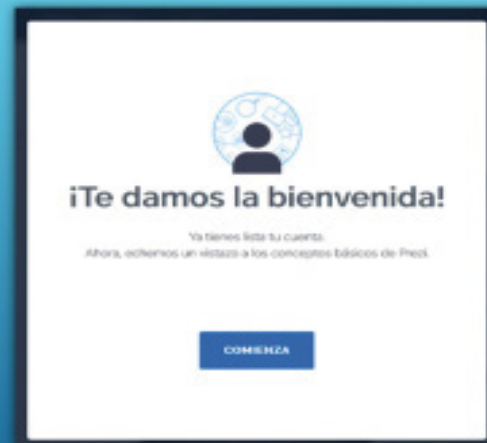 ¡Te damos la bienvenida!
Ya tienes lista tu cuenta.
Ahora, echemos un vistazo a los conceptos básicos de Prezi.
COMIENZA